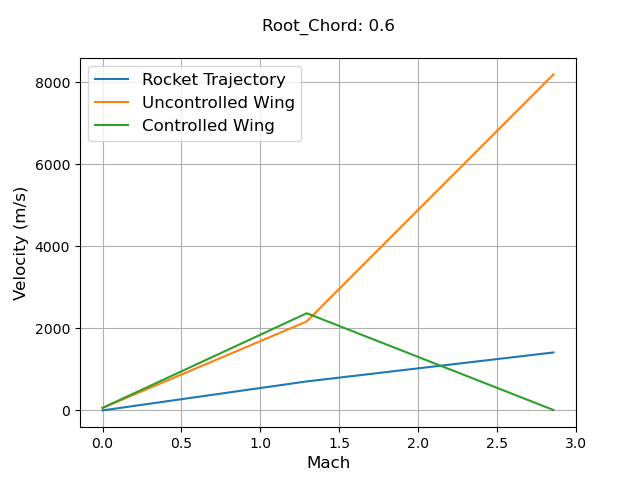 Root_Chord: 0.6
Rocket Trajectory
Uncontrolled Wing
Controlled Wing
8000
6000
4000
2000
0
Velocity (m/s)
0.0 0.5 1.0 1.5 2.0 2.5 3.0
Mach